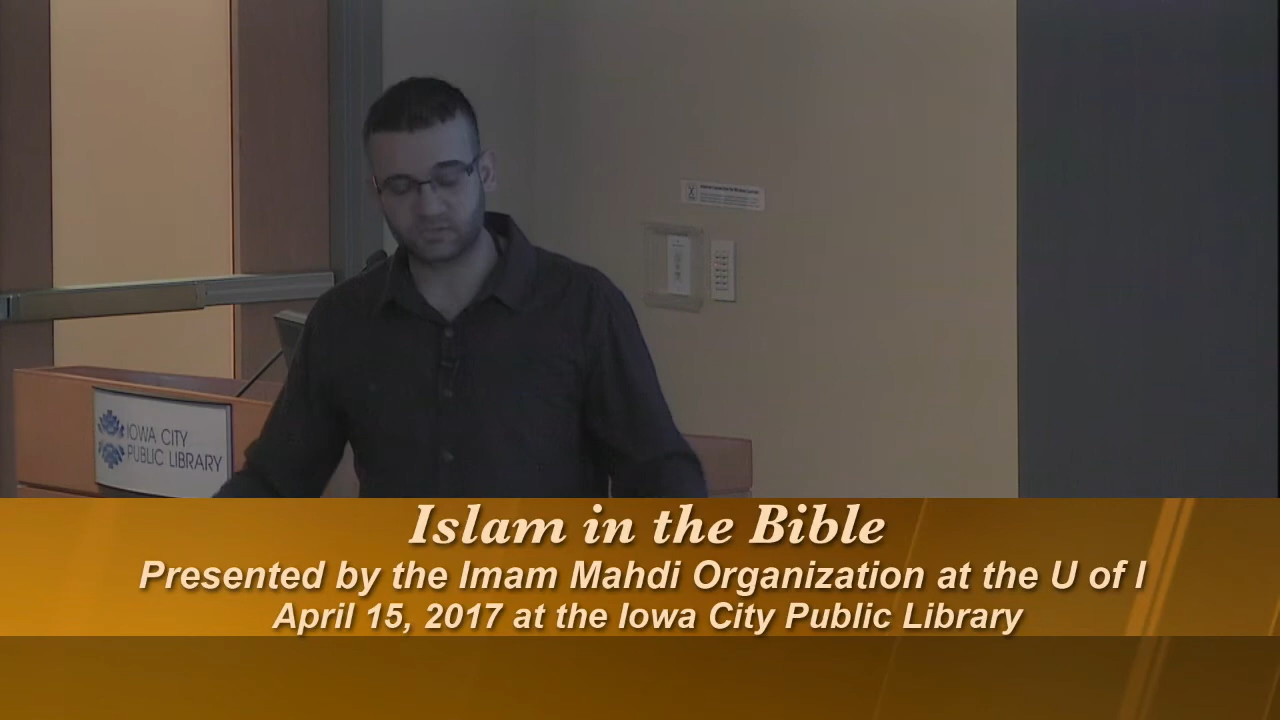 IOWA CITY
PUBLIC LIBRARY
Islam in the Bible
Presented by the Imam Mahdi Organization at the U of I
April 15, 2017 at the Iowa City Public Library